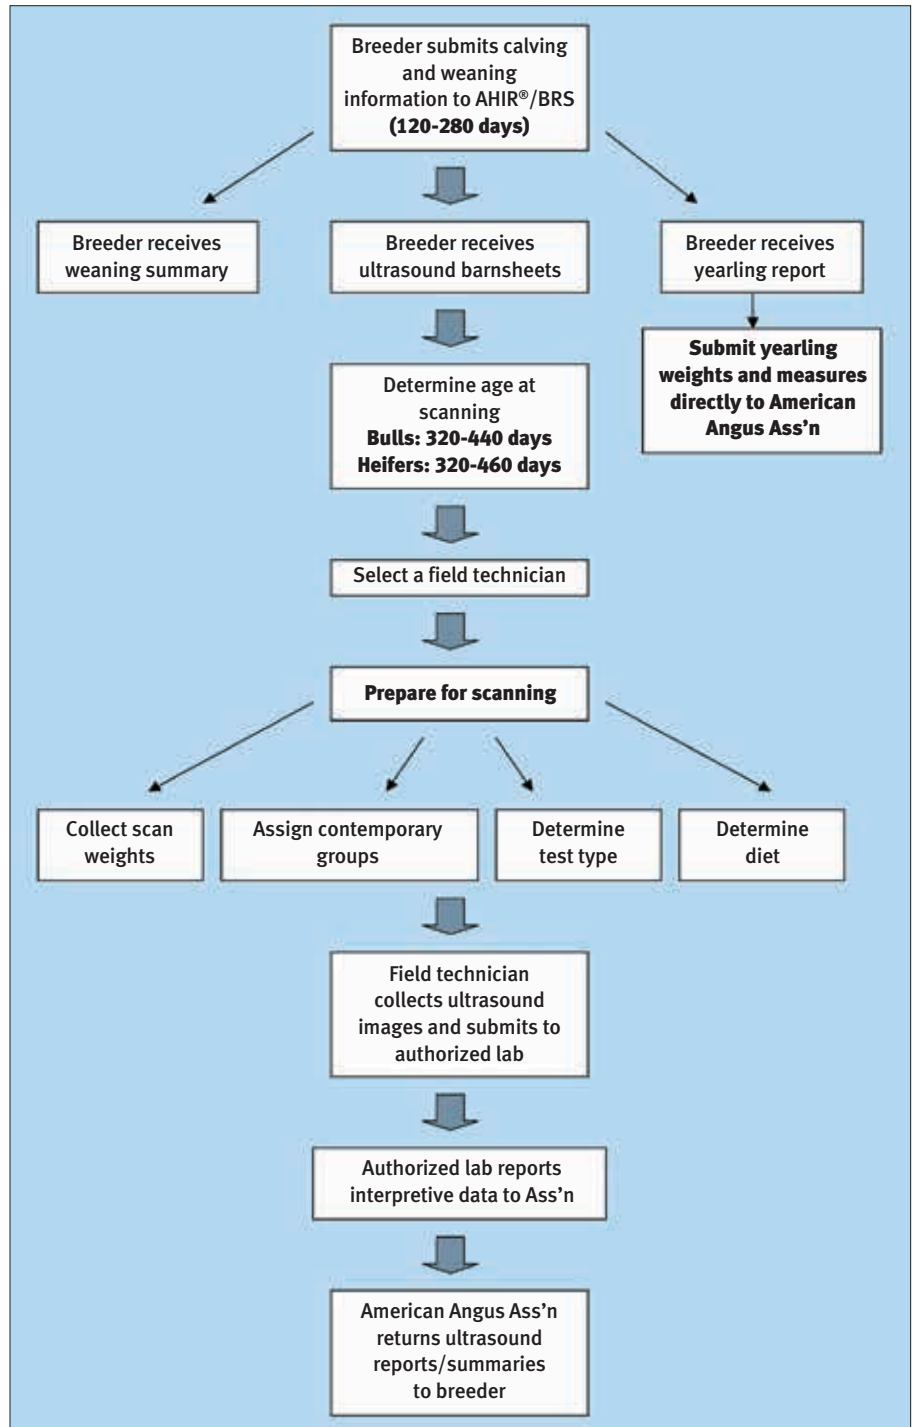 Breeder submits calving
and weaning
information to AHIR®/BRS
(120-280 days)
Breeder receives
weaning summary
Breeder receives
ultrasound barnsheets
Breeder receives
yearling report
Submit yearling
weights and measures
directly to American
Angus Ass’n
Determine age at
scanning
Bulls: 320-440 days
Heifers: 320-460 days
Select a field technician
Prepare for scanning
Collect scan
weights
Assign contemporary
groups
Determine
test type
Determine
diet
Field technician
collects ultrasound
images and submits to
authorized lab
Authorized lab reports
interpretive data to Ass’n
American Angus Ass’n
returns ultrasound
reports/summaries
to breeder